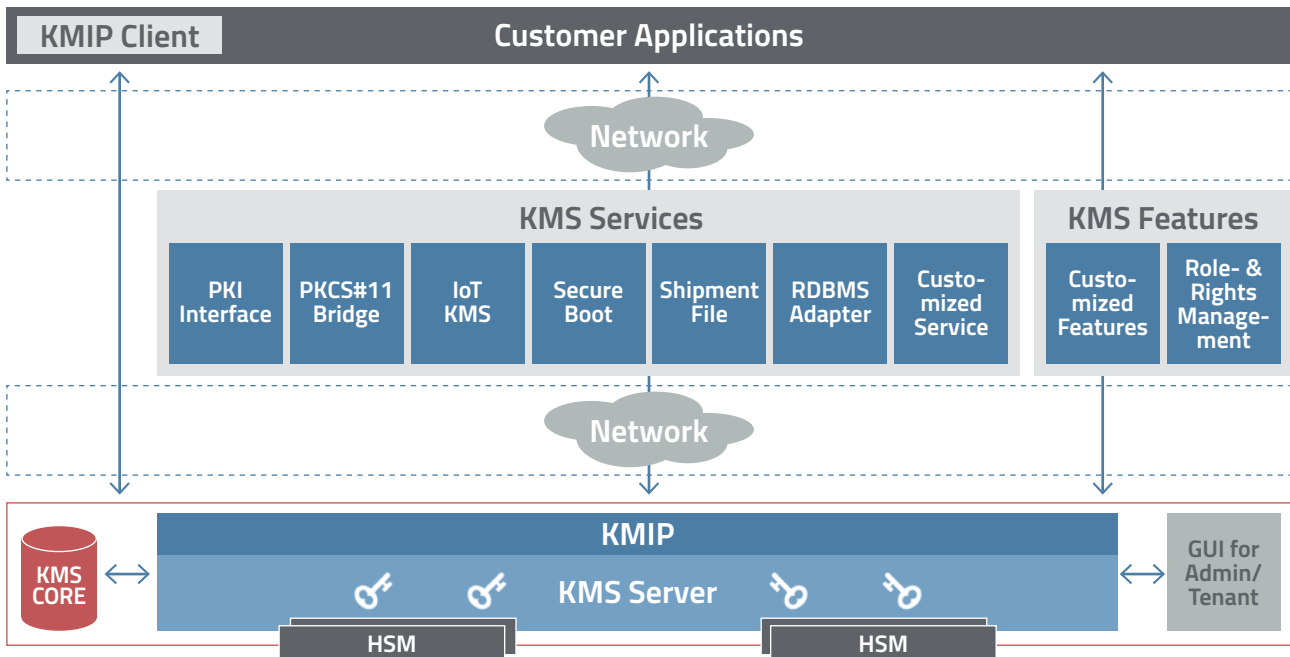 KMIP Client
Customer Applications
Network
KMS Services
KMS Features
PKI
Interface
PKCS#11
Bridge
IoT
KMS
Secure
Boot
Shipment
File
RDBMS
Adapter
Custo-
mized
Service
Custo-
mized
Features
Role- &
Rights
Manage-
ment
Network
KMS
CORE
KMIP
KMS Server
HSM
HSM
GUI for
Admin/
Tenant